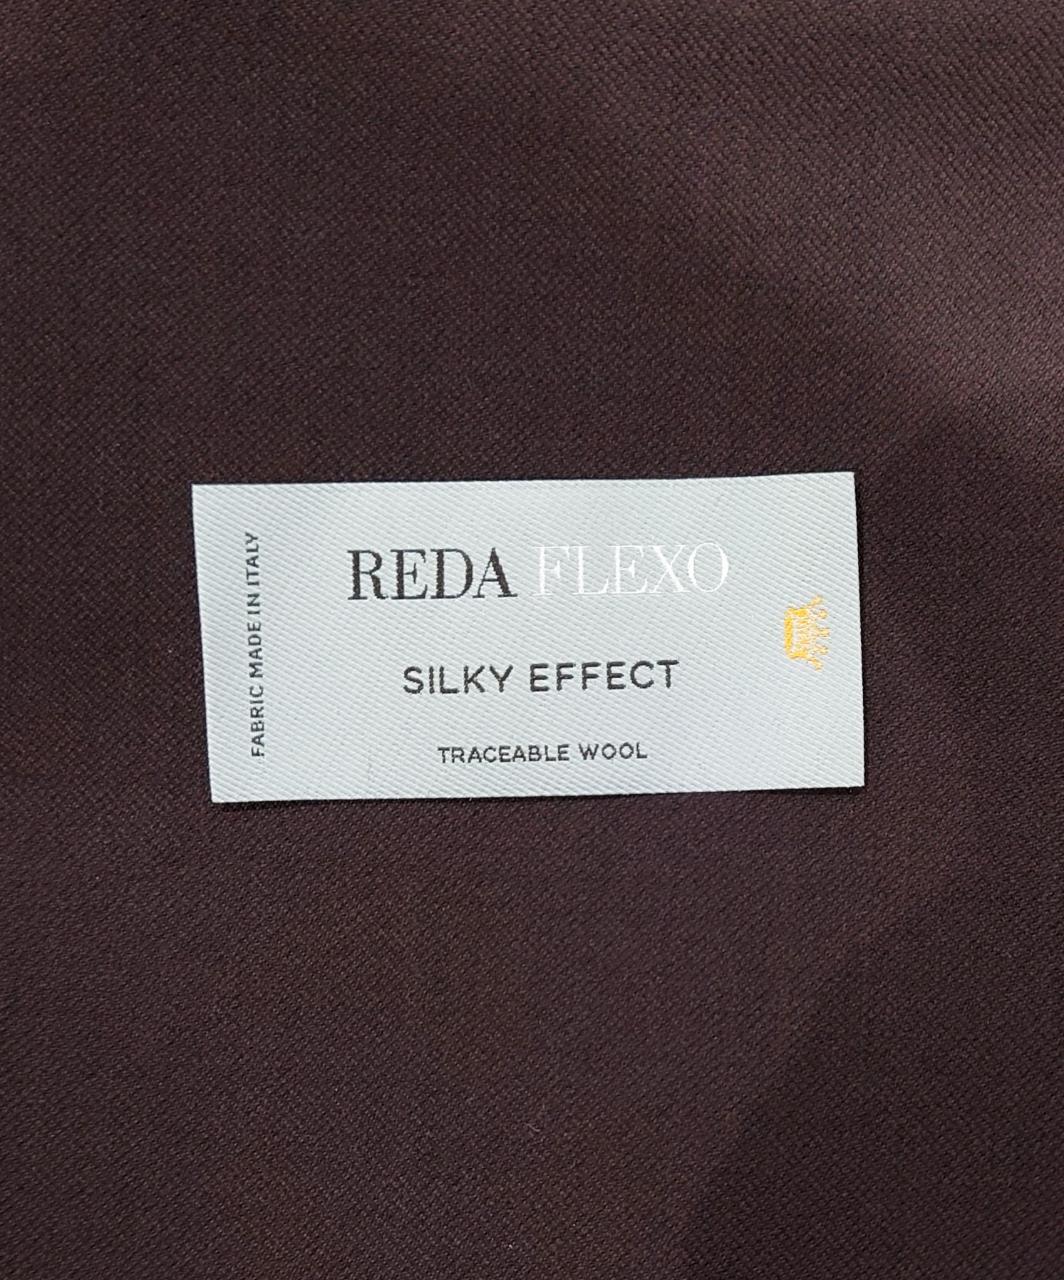 REDA FLEXO
SILKY EFFECT
TRACEABLE WOOL
FABRIC MADE IN ITALY